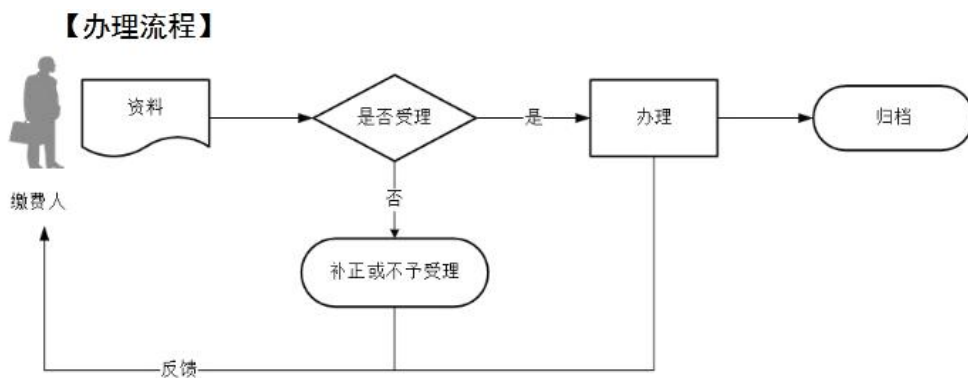 【办理流程】
资料
是否受理
是
办理
归档
缴费人
否
补正或不予受理
反馈